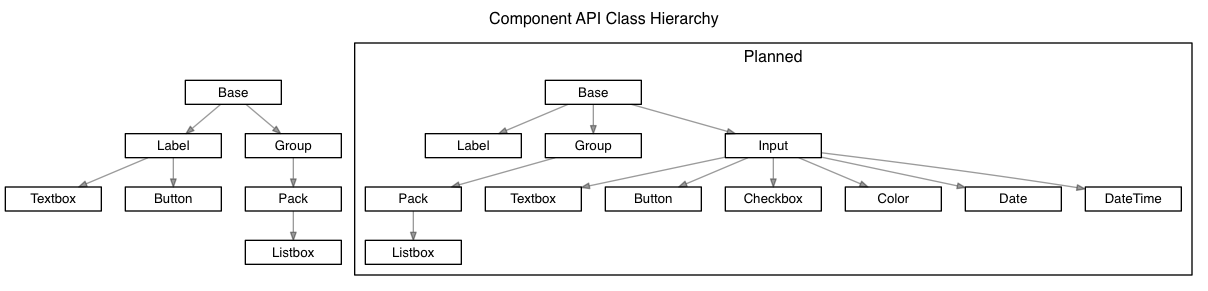 Component API Class Hierarchy
Planned
Base
Label
Group
Textbox
Button
Pack
Listbox
Base
Label
Group
Input
Pack
Textbox
Button
Checkbox
Color
Date
DateTime
Listbox